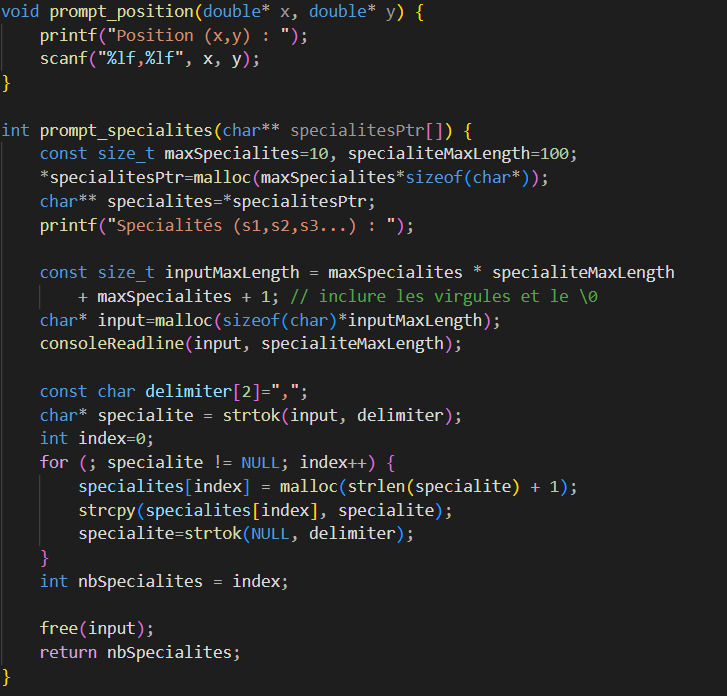 void prompt_position(double* x, double* y) {
    printf("Position (x,y) : ");
    scanf("%lf,%lf", x, y);
}

int prompt_specialites(char** specialitesPtr[]) {
    const size_t maxSpecialites=10, specialiteMaxLength=100;
    *specialitesPtr=malloc(maxSpecialites*sizeof(char*));
    char** specialites=*specialitesPtr;
    printf("Specialités (s1,s2,s3...) : ");

    const size_t inputMaxLength = maxSpecialites * specialiteMaxLength
        + maxSpecialites + 1; // inclure les virgules et le \0
    char* input=malloc(sizeof(char)*inputMaxLength);
    consoleReadline(input, specialiteMaxLength);

    const char delimiter[2]=",";
    char* specialite = strtok(input, delimiter);
    int index=0;
    for (; specialite != NULL; index++) {
        specialites[index] = malloc(strlen(specialite) + 1);
        strcpy(specialites[index], specialite);
        specialite=strtok(NULL, delimiter);
    }
    int nbSpecialites = index;

    free(input);
    return nbSpecialites;
}